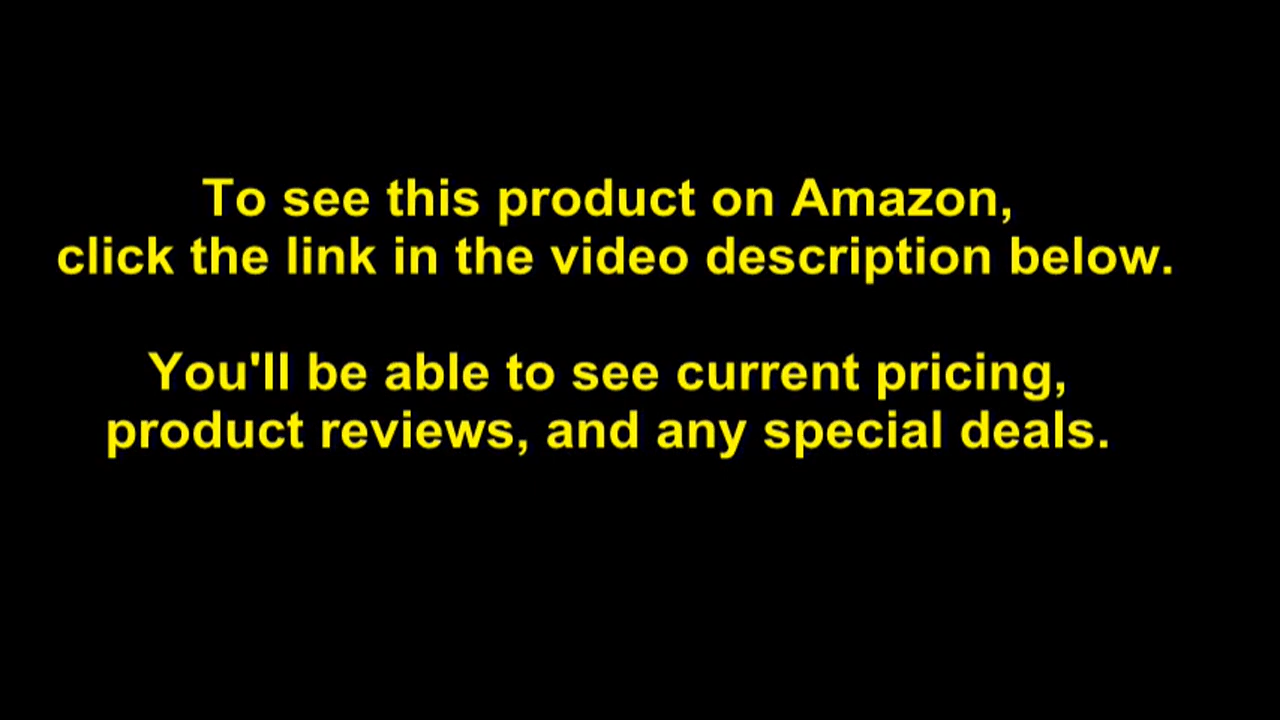 To see this product on Amazon,
click the link in the video description below.
You'll be able to see current pricing,
product reviews, and any special deals.